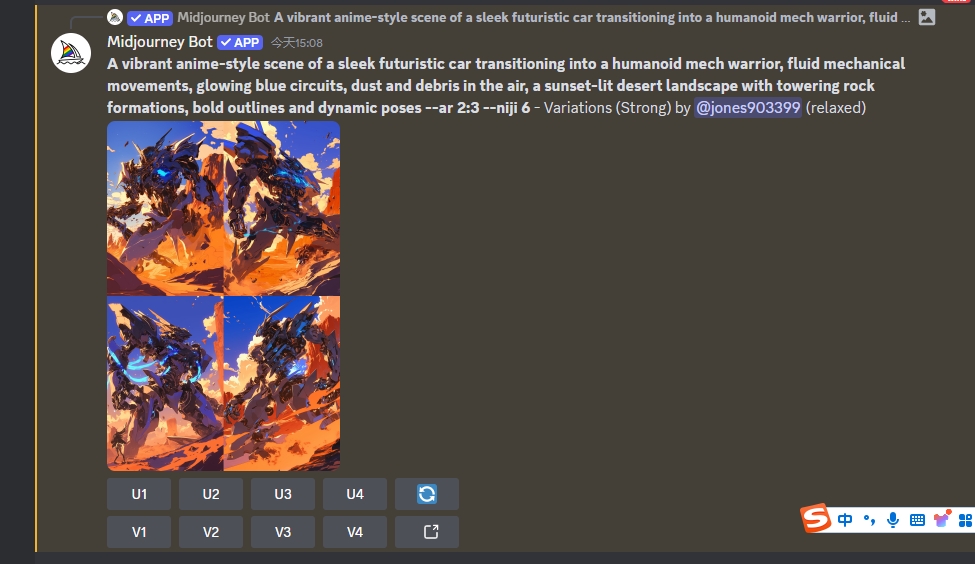 APP Midjourney Bot A vibrant anime-style scene of a sleek futuristic car transitioning into a humanoid mech warrior, fluid ...
Midjourney Bot APP 今天15:08
A vibrant anime-style scene of a sleek futuristic car transitioning into a humanoid mech warrior, fluid mechanical
movements, glowing blue circuits, dust and debris in the air, a sunset-lit desert landscape with towering rock
formations, bold outlines and dynamic poses --ar 2:3 --niji 6 - Variations (Strong) by @jones903399 (relaxed)
U1 U2 U3 U4
V1 V2 V3 V4
S 中